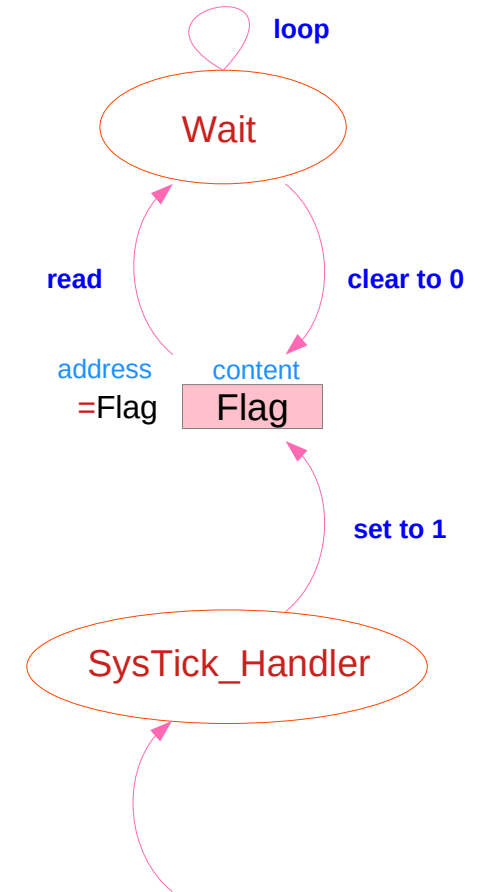 loop
Wait
read
clear to 0
address
content
=Flag
Flag
set to 1
SysTick_Handler